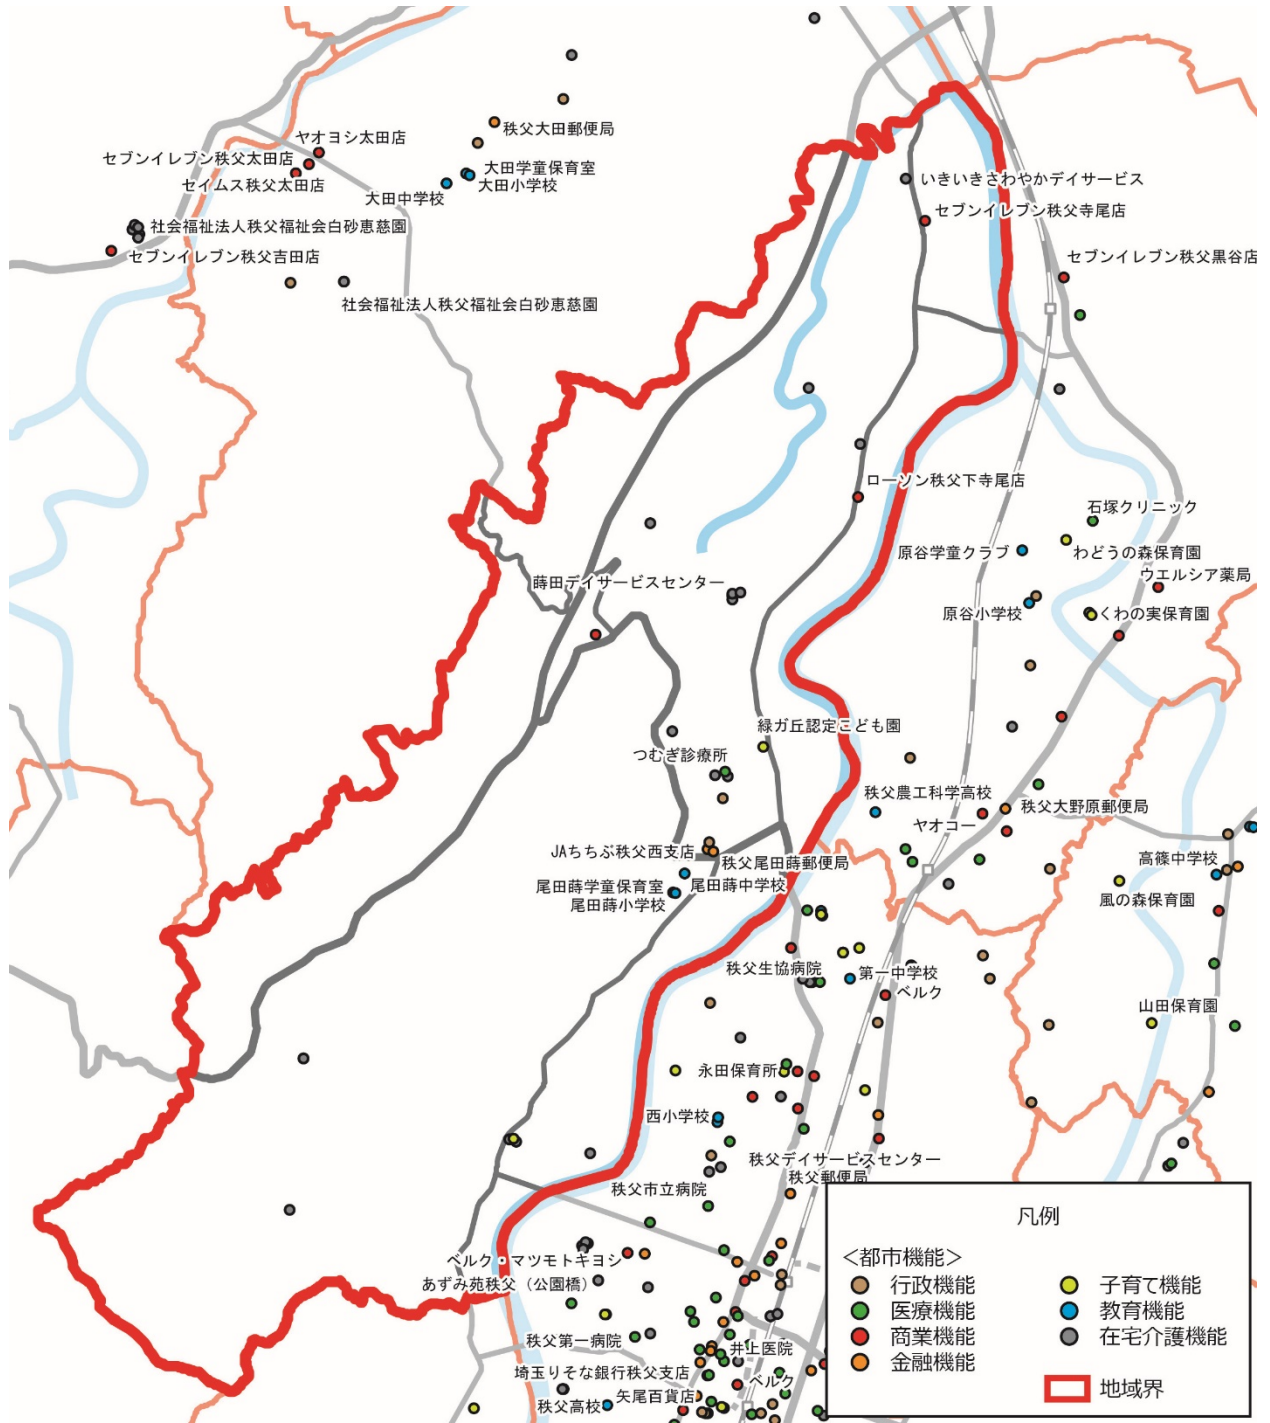 秩父大田郵便局
ヤオヨシ太田店
セブンイレブン秩父太田店
セイムス秩父太田店
大田学童保育室
大田小学校
大田中学校
いきいきさわやかデイサービス
セブンイレブン秩父寺尾店
社会福祉法人秩父福祉会白砂恵慈園
セブンイレブン秩父吉田店
セブンイレブン秩父黒谷店
社会福祉法人秩父福祉会白砂恵慈園
ローソン秩父下寺尾店
石塚クリニック
原谷学童クラブ
わどうの森保育園
蒔田デイサービスセンター
ウエルシア薬局
原谷小学校
くわの実保育園
緑ガ丘認定こども園
つむぎ診療所
秩父農工科学高校
秩父大野原郵便局
ヤオコー
JAちちぶ秩父西支店
秩父尾田蒔郵便局
高篠中学校
尾田蒔学童保育室
尾田蒔中学校
尾田蒔小学校
風の森保育園
秩父生協病院
第一中学校
ベルク
山田保育園
永田保育所
西小学校
秩父デイサービスセンター
秩父郵便局
秩父市立病院
ベルク・マツモトキヨシ
あずみ苑秩父（公園橋）
秩父第一病院
井上医院
埼玉りそな銀行秩父支店
ベルク
秩父高校
矢尾百貨店
凡例
＜都市機能＞
行政機能
医療機能
商業機能
金融機能
子育て機能
教育機能
在宅介護機能
地域界